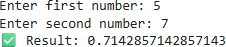 Enter first number: 5
Enter second number: 7
✅ Result: 0.7142857142857143